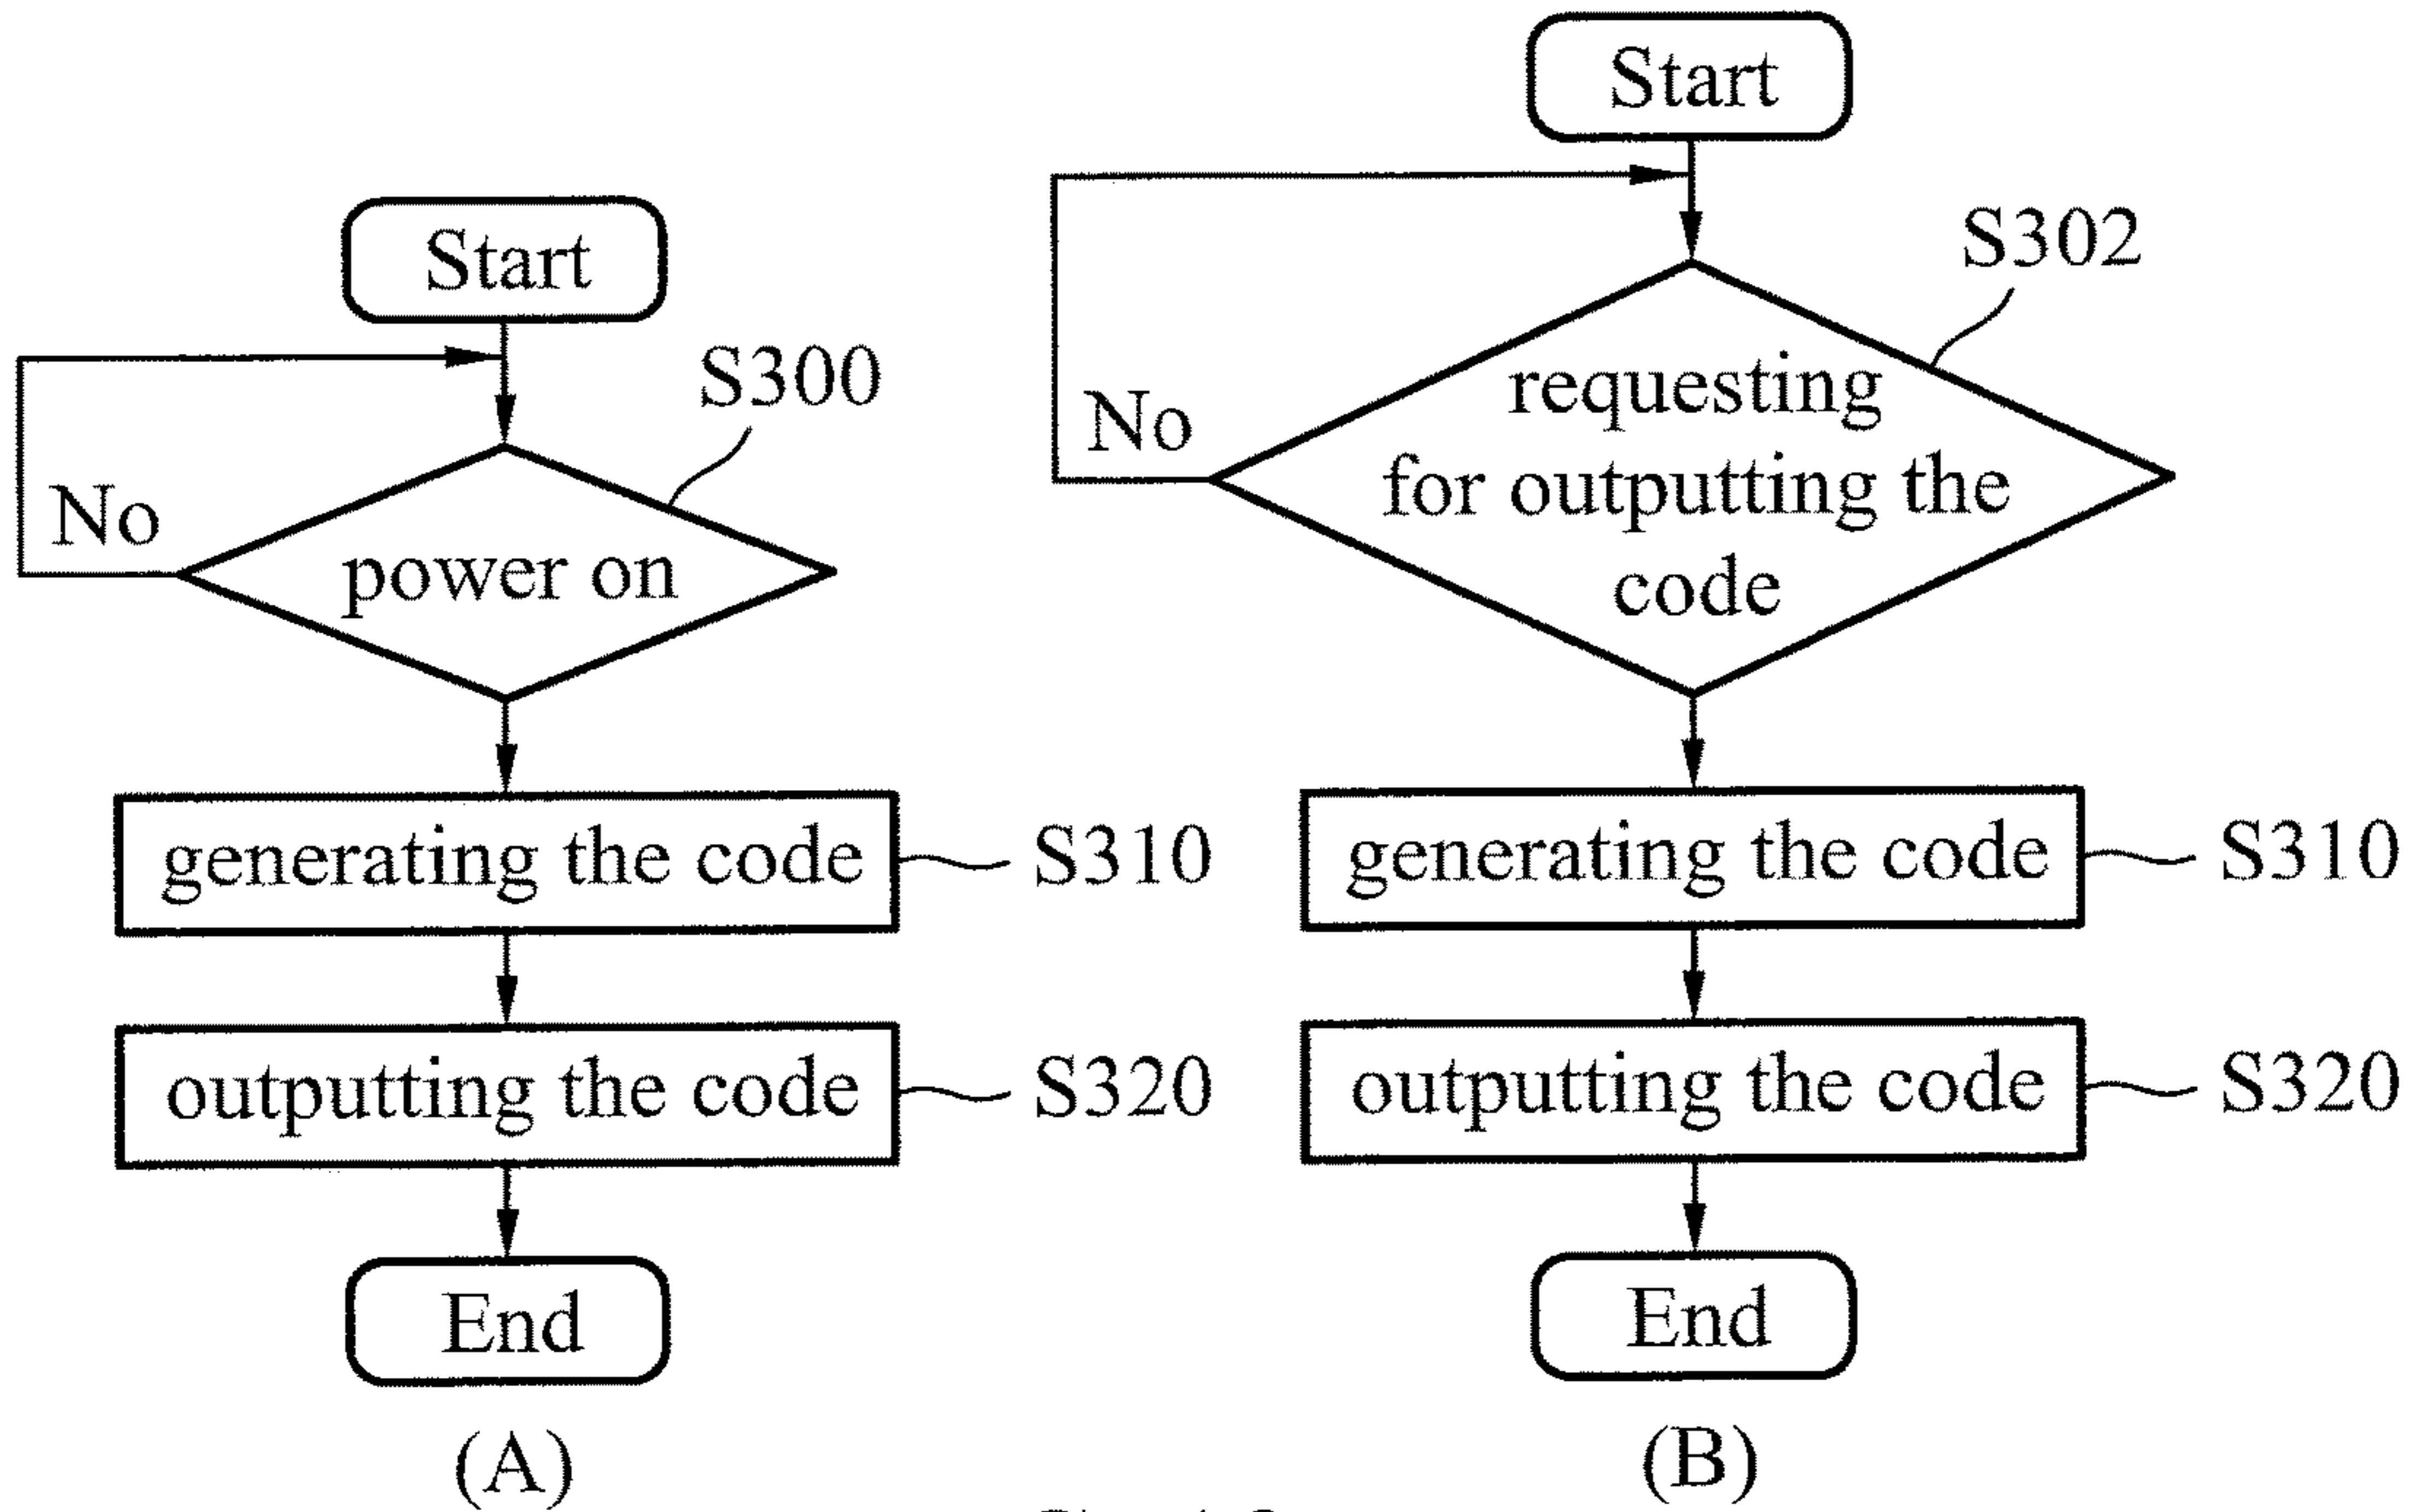 Start
S300
No
power on
generating the code
S310
outputting the code
S320
End
(A)
Start
S302
No
requesting
for outputting the
code
generating the code
S310
outputting the code
S320
End
(B)